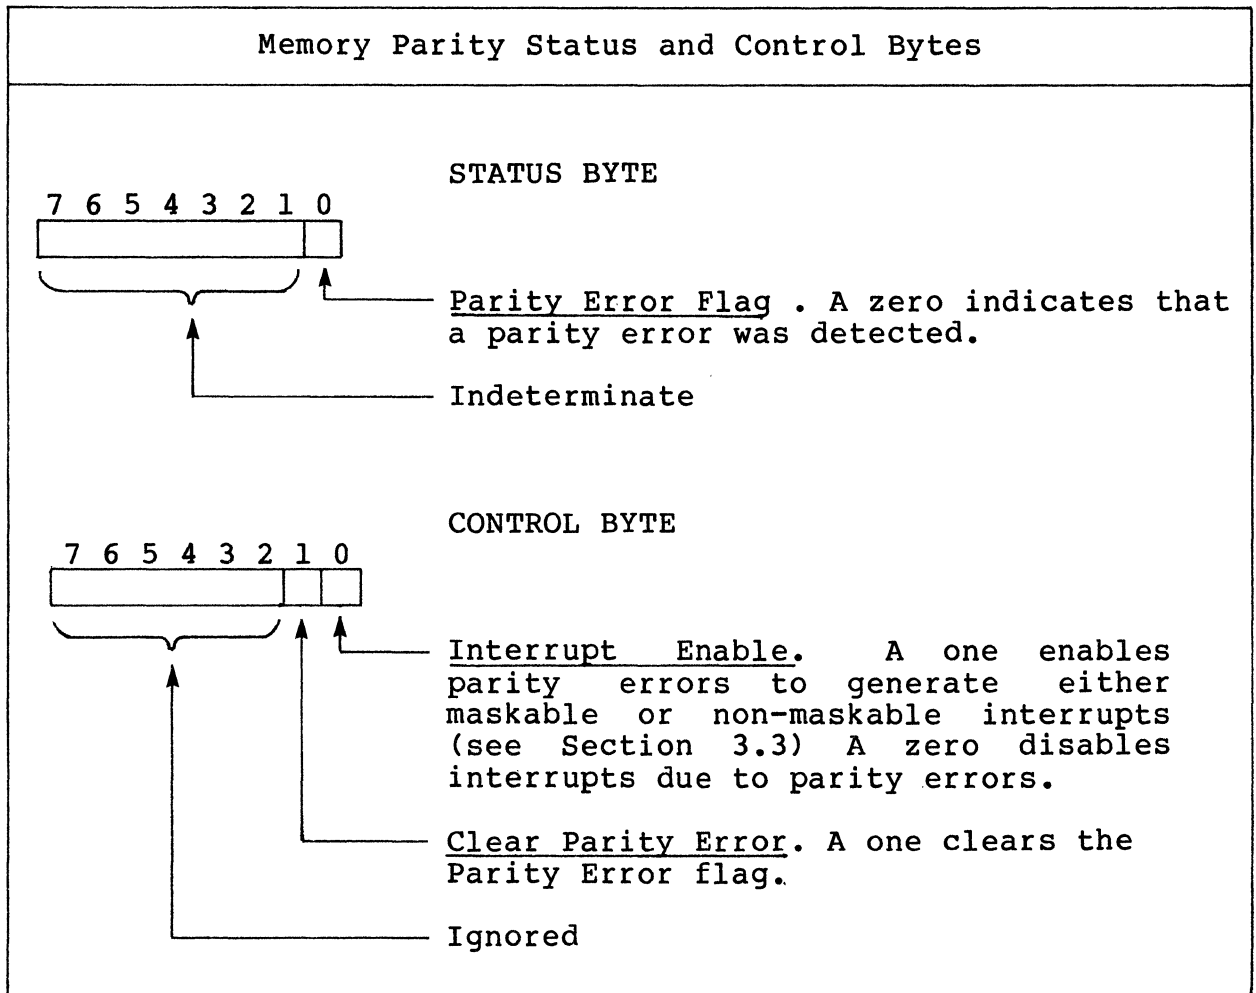 Memory Parity Status and Control Bytes
STATUS BYTE
7 6 5 4 3 2 1 0
Parity Error Flag . A zero indicates that
a parity error was detected.
Indeterminate
CONTROL BYTE
7 6 5 4 3 2 1 0
Interrupt Enable. A one enables
parity errors to generate either
maskable or non-maskable interrupts
(see Section 3.3) A zero disables
interrupts due to parity errors.
Clear Parity Error. A one clears the
Parity Error flag.
Ignored